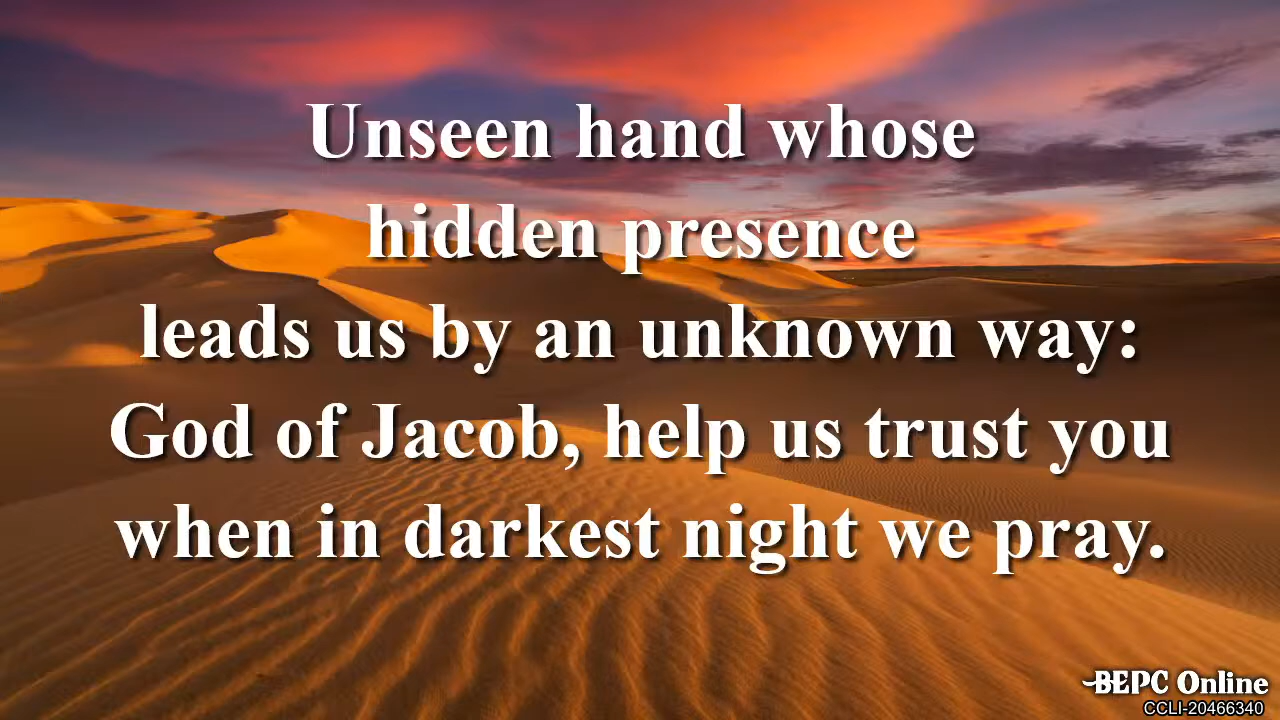 Unseen hand whose
hidden presence
leads us by an unknown way:
God of Jacob, help us trust you
when in darkest night we pray.
BEPC Online
CCLI-20466340